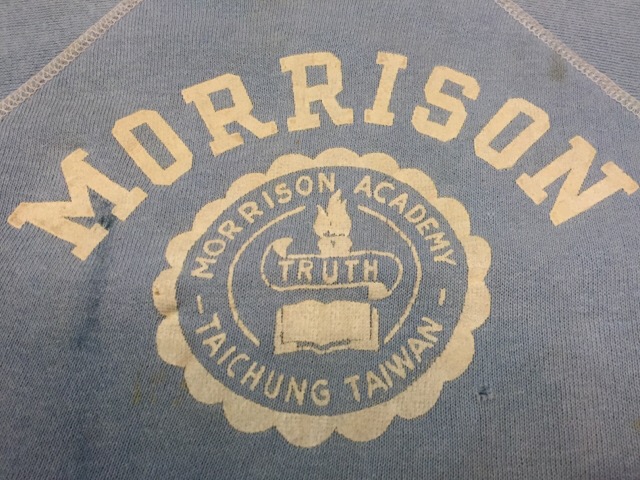 MORRISON
MORRISON ACADEMY
TRUTH
- TAICHUNG TAIWAN -